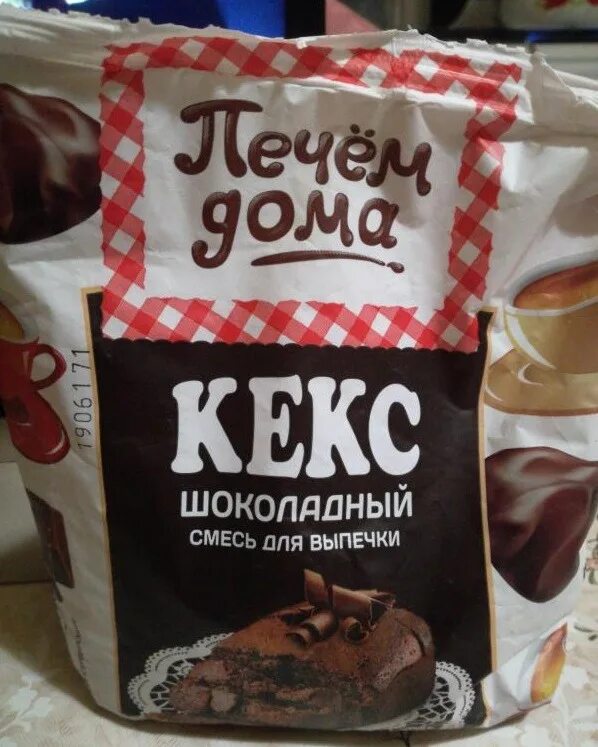 Печём
дома
КЕКС
ШОКОЛАДНЫЙ
СМЕСЬ ДЛЯ ВЫПЕЧКИ
1906171